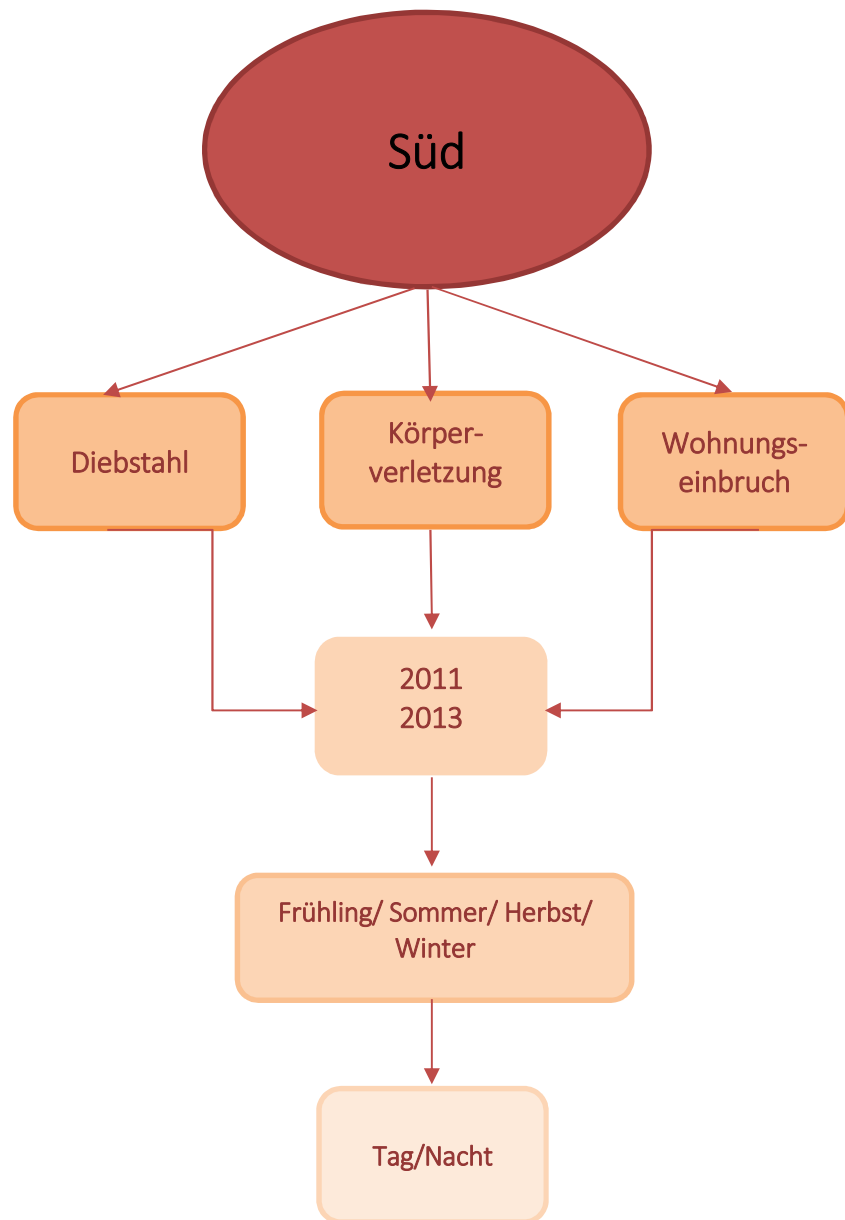 Süd
Diebstahl
Körper-
verletzung
Wohnungs-
einbruch
2011
2013
Frühling/ Sommer/ Herbst/
Winter
Tag/Nacht